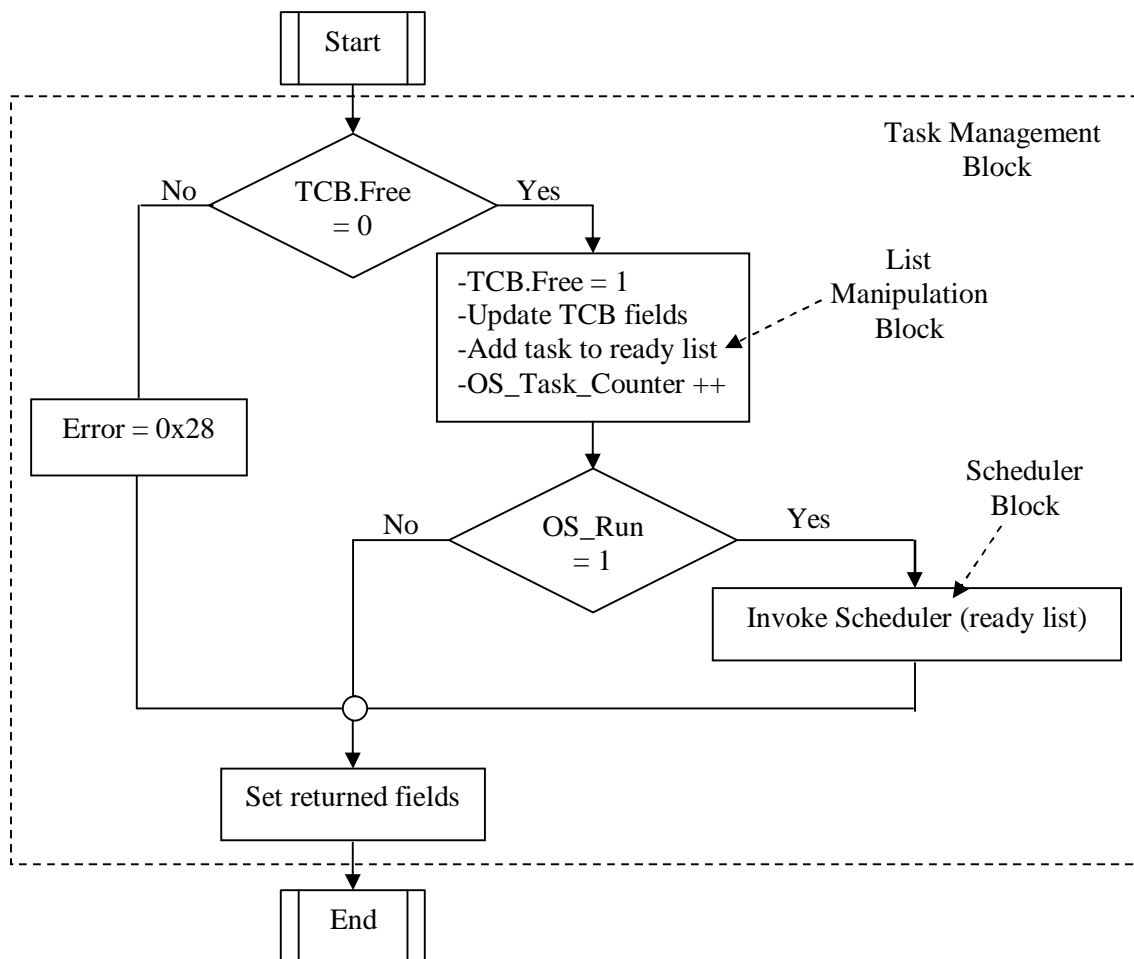 Start
Task Management
Block
No
TCB.Free
= 0
Yes
-TCB.Free = 1
-Update TCB fields
-Add task to ready list
-OS_Task_Counter ++
List
Manipulation
Block
Error = 0x28
Scheduler
Block
No
OS_Run
= 1
Yes
Invoke Scheduler (ready list)
Set returned fields
End